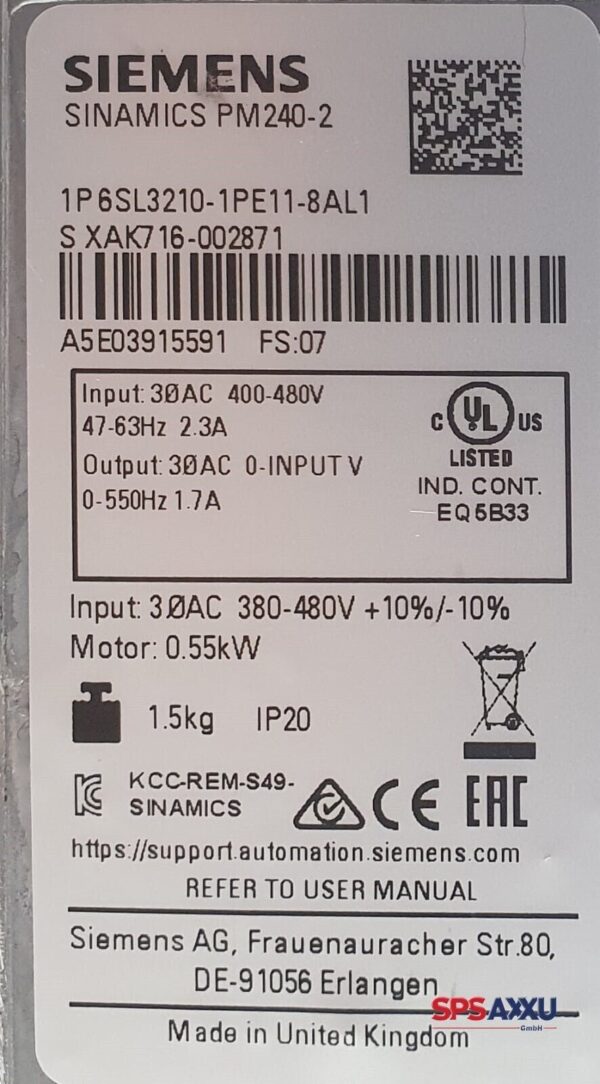 SIEMENS
SINAMICS PM240-2
1P 6SL3210-1PE11-8AL1
S XAK716-002871
A5E03915591 FS:07
Input: 3ØAC 400-480V
47-63Hz 2.3A
Output: 3ØAC 0-INPUT V
0-550Hz 1.7A
C UL US
LISTED
IND. CONT.
EQ 5B33
Input: 3ØAC 380-480V +10%/-10%
Motor: 0.55kW
1.5kg IP20
KCC-REM-S49-
SINAMICS
CE EAC
https://support.automation.siemens.com
REFER TO USER MANUAL
Siemens AG, Frauenauracher Str.80,
DE-91056 Erlangen
SPSAXXU
GmbH
Made in United Kingdom